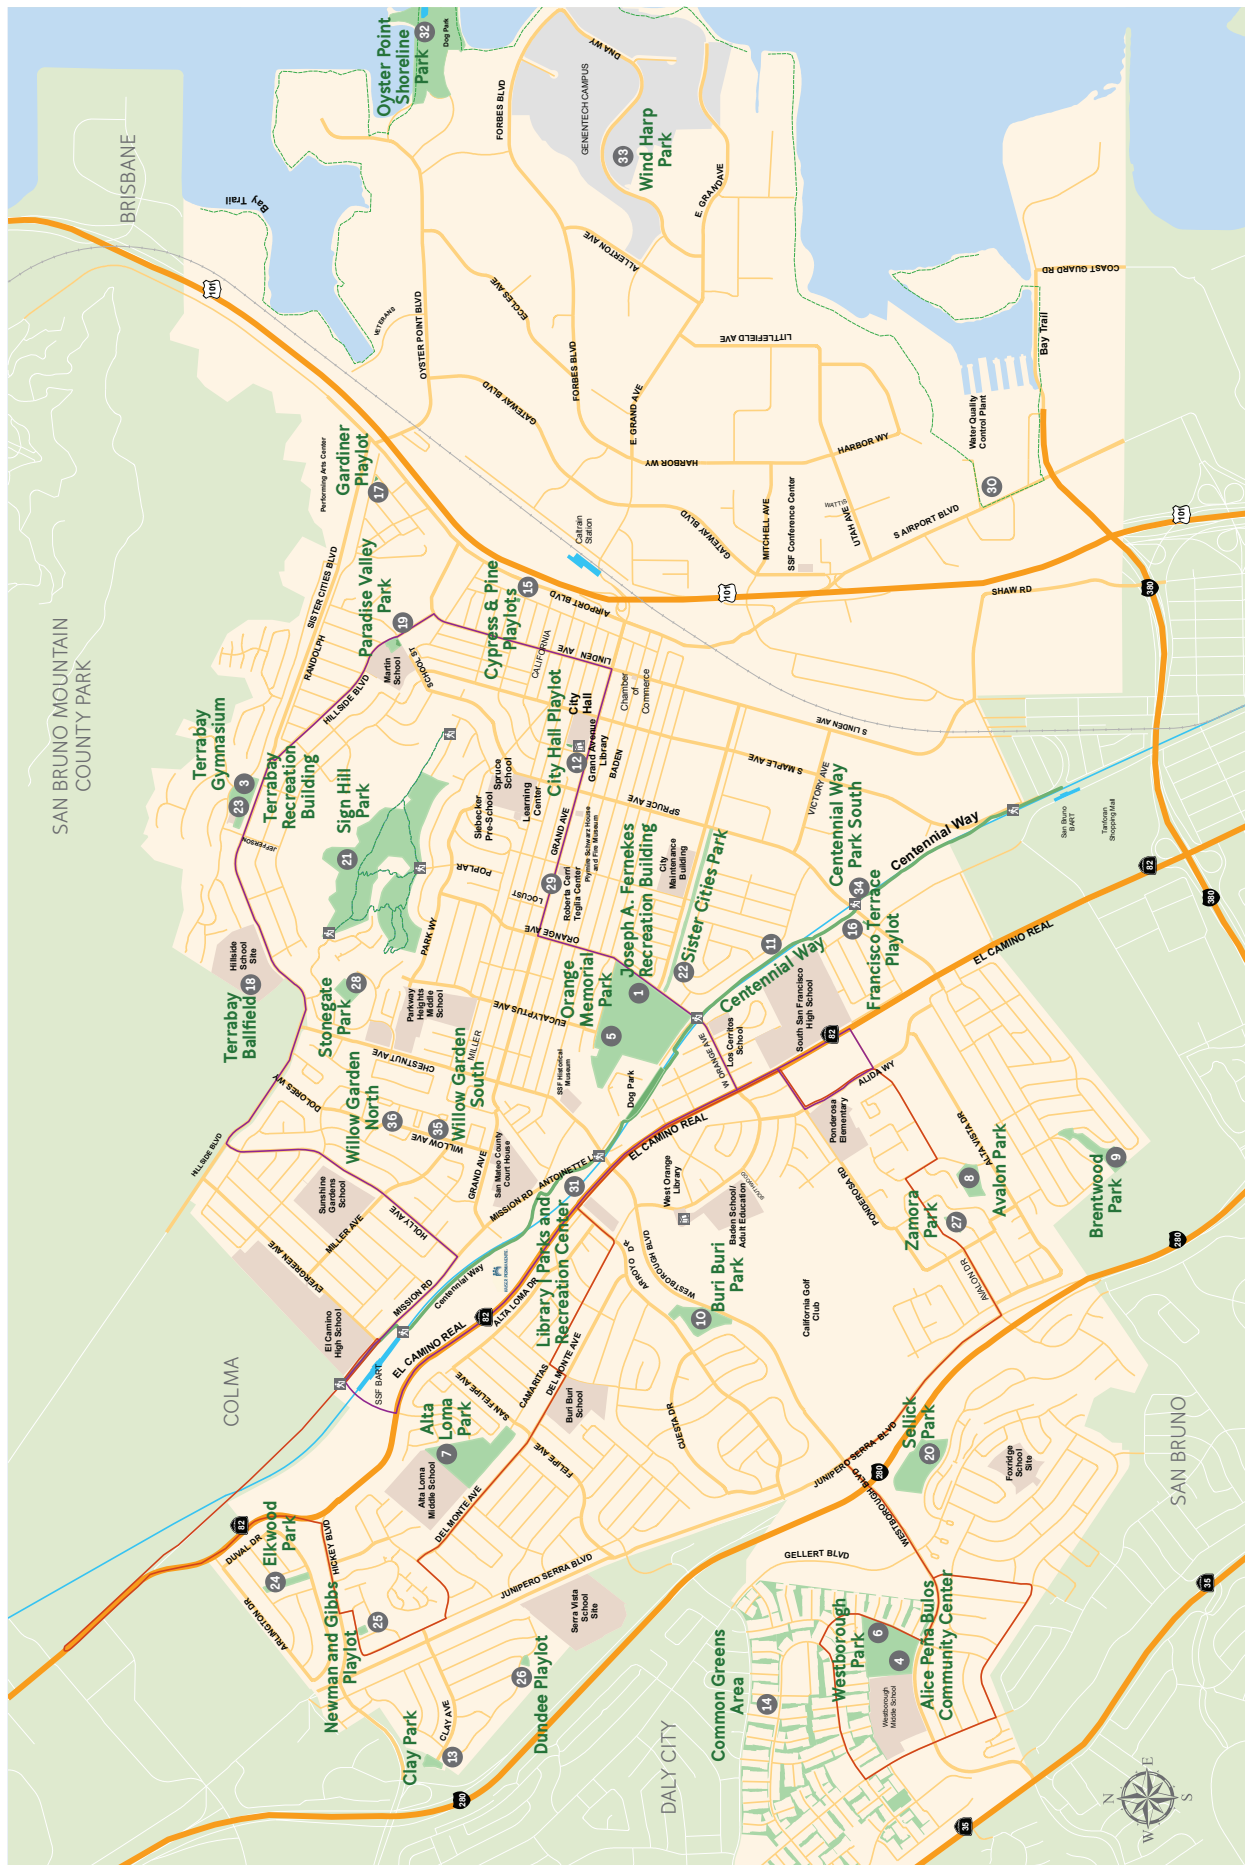 SAN BRUNO MOUNTAIN
COUNTY PARK
BRISBANE
COLMA
DALY CITY
SAN BRUNO
Oyster Point
Shoreline
Park
32
Dog Park
DNA WY
GENENTECH CAMPUS
33
Wind Harp
Park
FORBES BLVD
E. GRAND AVE
Bay Trail
101
ALLERTON AVE
ECCLES AVE
VETERANS
OYSTER POINT BLVD
FORBES BLVD
GATEWAY BLVD
E. GRAND AVE
LITTLEFIELD AVE
COAST GUARD RD
Bay Trail
HARBOR WY
HARBOR WY
Water Quality
Control Plant
30
Performing Arts Center
Gardiner
Playlot
17
Caltrain
Station
GATEWAY BLVD
MITCHELL AVE
SSF Conference Center
WATTIS
UTAH AVE
S AIRPORT BLVD
101
101
SHAW RD
380
SISTER CITIES BLVD
RANDOLPH
Paradise Valley
Park
19
Martin
School
SCHOOL ST
HILLSIDE BLVD
Cypress & Pine
Playlots
15
AIRPORT BLVD
CALIFORNIA
LINDEN AVE
Chamber
of
Commerce
City
Hall
City Hall Playlot
12
Grand Avenue
Library
BADEN
S LINDEN AVE
S MAPLE AVE
VICTORY AVE
SPRUCE AVE
Terrabay
Gymnasium
3
23
Terrabay
Recreation
Building
JEFFERSON
Sign Hill
Park
21
Spruce
School
Siebecker
Pre-School
Learning
Center
GRAND AVE
Plymire Schwarz House
and Fire Museum
POPLAR
LOCUST
29
Roberta Cerri
Teglia Center
ORANGE AVE
PARK WY
City
Maintenance
Building
Joseph A. Fernekes
Recreation Building
1
Sister Cities Park
22
Centennial Way
Park South
34
Centennial Way
San Bruno
BART
Tanforan
Shopping Mall
82
380
Francisco Terrace
Playlot
16
11
Centennial Way
EL CAMINO REAL
Hillside
School
Site
Terrabay
Ballfield
18
Stonegate
Park
28
Parkway
Heights
Middle
School
EUCALYPTUS AVE
Orange
Memorial
Park
5
South San Francisco
High School
82
Los Cerritos
School
W ORANGE AVE
CHESTNUT AVE
MILLER
SSF Historical
Museum
Dog Park
DOLORES WY
Willow Garden
North
36
Willow Garden
South
35
WILLOW AVE
EL CAMINO REAL
ALIDA WY
Ponderosa
Elementary
ALTA VISTA DR
HILLSIDE BLVD
GRAND AVE
San Mateo County
Court House
ANTOINETTE LN
MISSION RD
31
Library | Parks and
Recreation Center
West Orange
Library
Baden School/
Adult Education
SOUTHWOOD
PONDEROSA RD
8
Avalon Park
Brentwood
Park
9
Zamora
Park
27
280
Sunshine
Gardens
School
HOLLY AVE
MILLER AVE
EVERGREEN AVE
MISSION RD
Centennial Way
KAISER PERMANENTE
ARROYO DR
WESTBOROUGH BLVD
Buri Buri
Park
10
California Golf
Club
AVALON DR
El Camino
High School
SSF BART
EL CAMINO REAL
82
ALTA LOMA DR
CAMARITAS
DEL MONTE AVE
SAN FELIPE AVE
Buri Buri
School
CUESTA DR
Alta
Loma
Park
7
Alta Loma
Middle School
FELIPE AVE
DEL MONTE AVE
JUNIPERO SERRA BLVD
280
WESTBOROUGH BLVD
Sellick
Park
20
Foxridge
School
Site
82
DUVAL DR
Elkwood
Park
24
HICKEY BLVD
ARLINGTON DR
Newman and Gibbs
Playlot
25
JUNIPERO SERRA BLVD
Serra Vista
School
Site
GELLERT BLVD
35
Dundee Playlot
26
Clay Park
CLAY AVE
13
280
Common Greens
Area
14
Westborough
Park
6
4
Alice Peña Bulos
Community Center
Westborough
Middle School
35
N
E
S
W